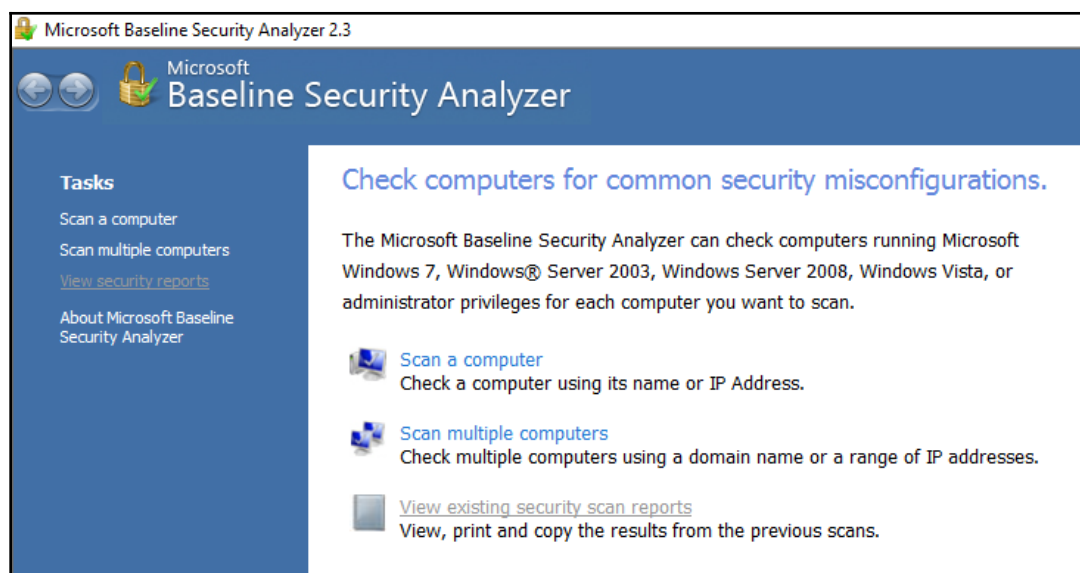 Microsoft Baseline Security Analyzer 2.3
Microsoft
Baseline Security Analyzer
Tasks
Scan a computer
Scan multiple computers
View security reports
About Microsoft Baseline
Security Analyzer
Check computers for common security misconfigurations.
The Microsoft Baseline Security Analyzer can check computers running Microsoft
Windows 7, Windows® Server 2003, Windows Server 2008, Windows Vista, or
administrator privileges for each computer you want to scan.
Scan a computer
Check a computer using its name or IP Address.
Scan multiple computers
Check multiple computers using a domain name or a range of IP addresses.
View existing security scan reports
View, print and copy the results from the previous scans.